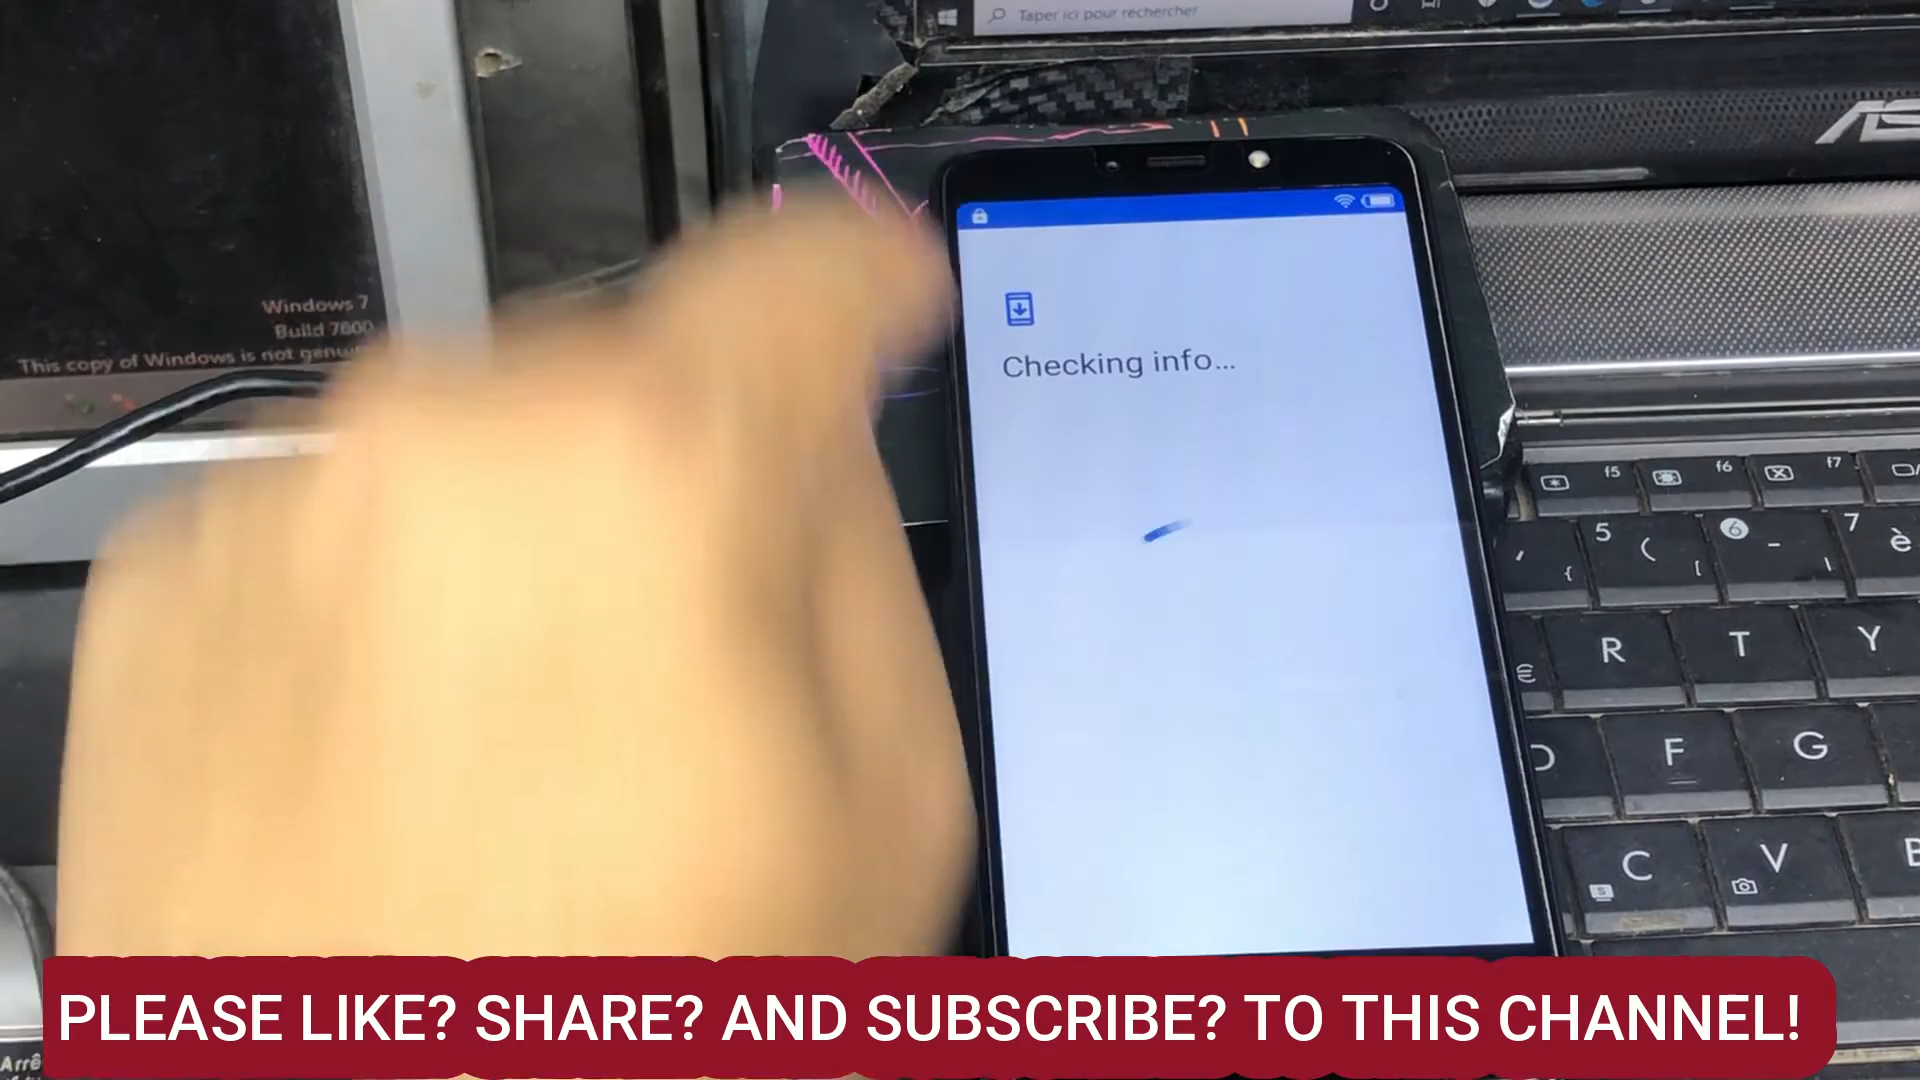 Taper ici pour rechercher
Windows 7
Build 7600
This copy of Windows is not genu
Checking info...
f5
f6
f7
5 ( [
6 - |
7 è
{
€
R
T
Y
F
G
C
V
Arrê
PLEASE LIKE? SHARE? AND SUBSCRIBE? TO THIS CHANNEL!